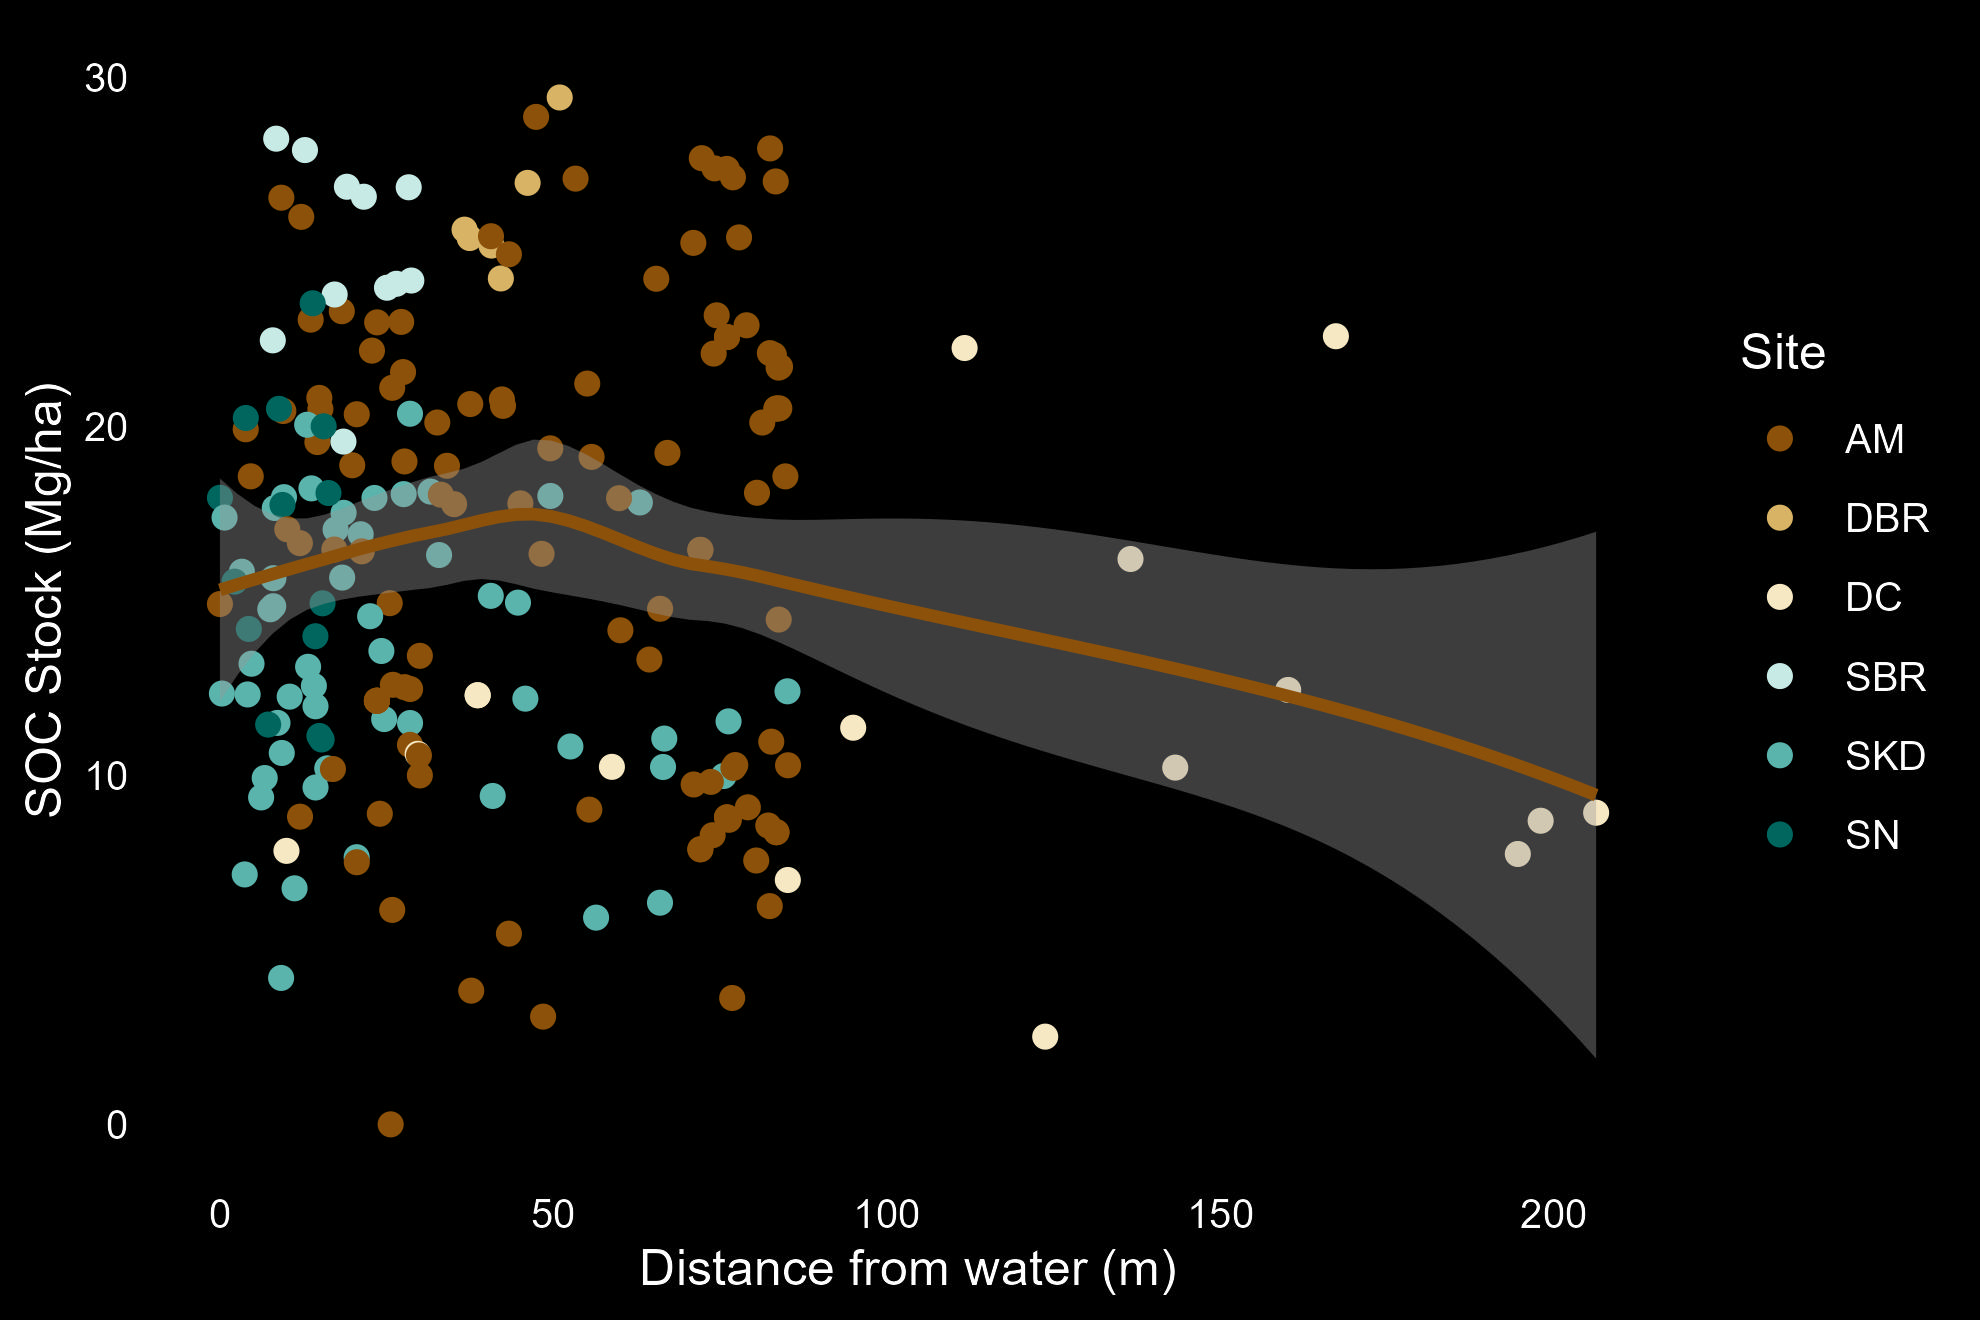 30
20
10
0
SOC Stock (Mg/ha)
0 50 100 150 200
Distance from water (m)
Site
AM
DBR
DC
SBR
SKD
SN